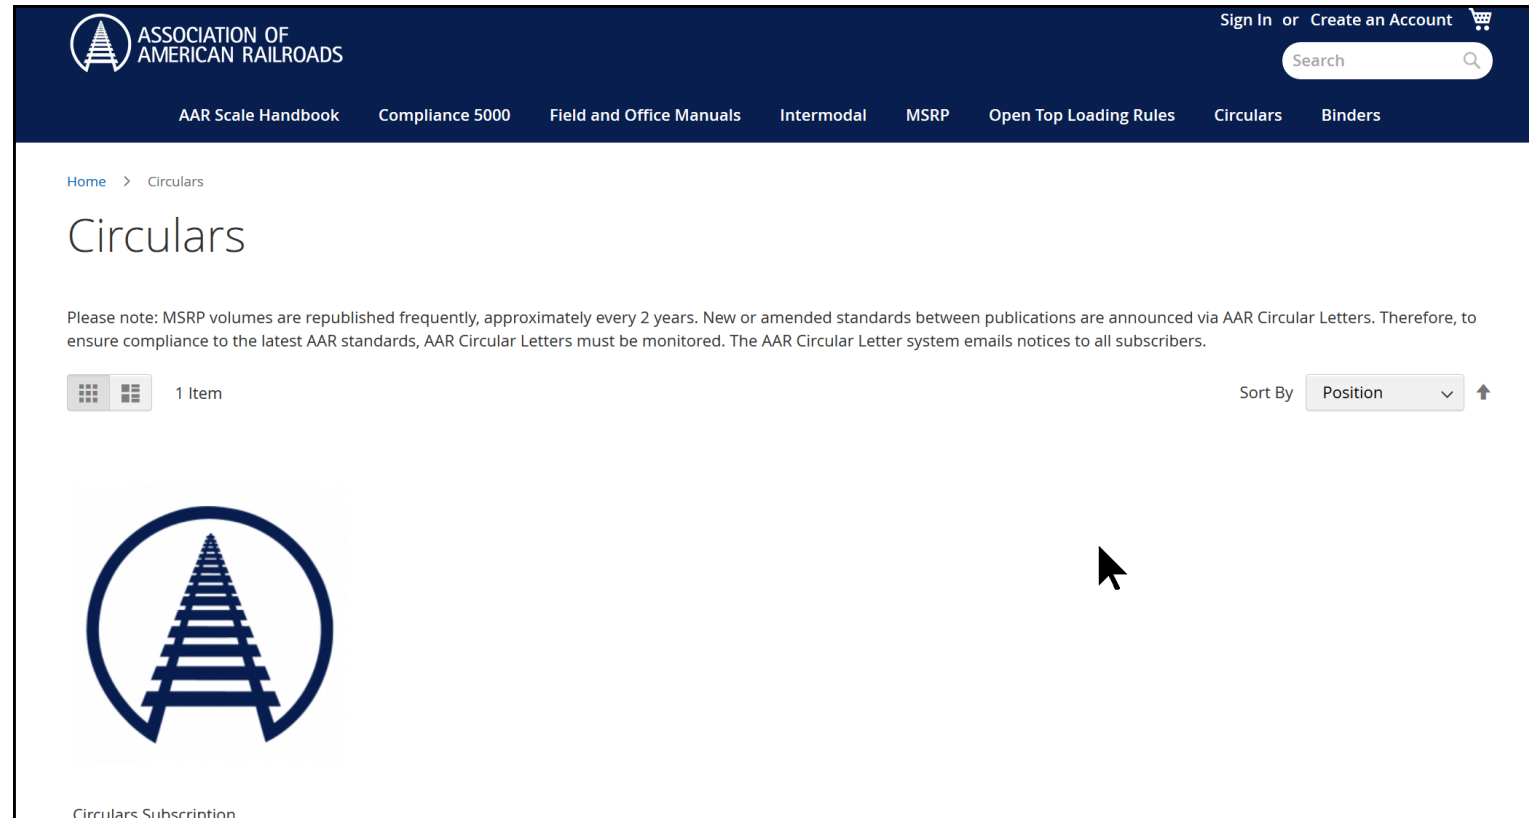 ASSOCIATION OF
AMERICAN RAILROADS
Sign In or Create an Account
Search
AAR Scale Handbook Compliance 5000 Field and Office Manuals Intermodal MSRP Open Top Loading Rules Circulars Binders
Home > Circulars
Circulars
Please note: MSRP volumes are republished frequently, approximately every 2 years. New or amended standards between publications are announced via AAR Circular Letters. Therefore, to
ensure compliance to the latest AAR standards, AAR Circular Letters must be monitored. The AAR Circular Letter system emails notices to all subscribers.
1 Item
Sort By Position
Circulars Subscription